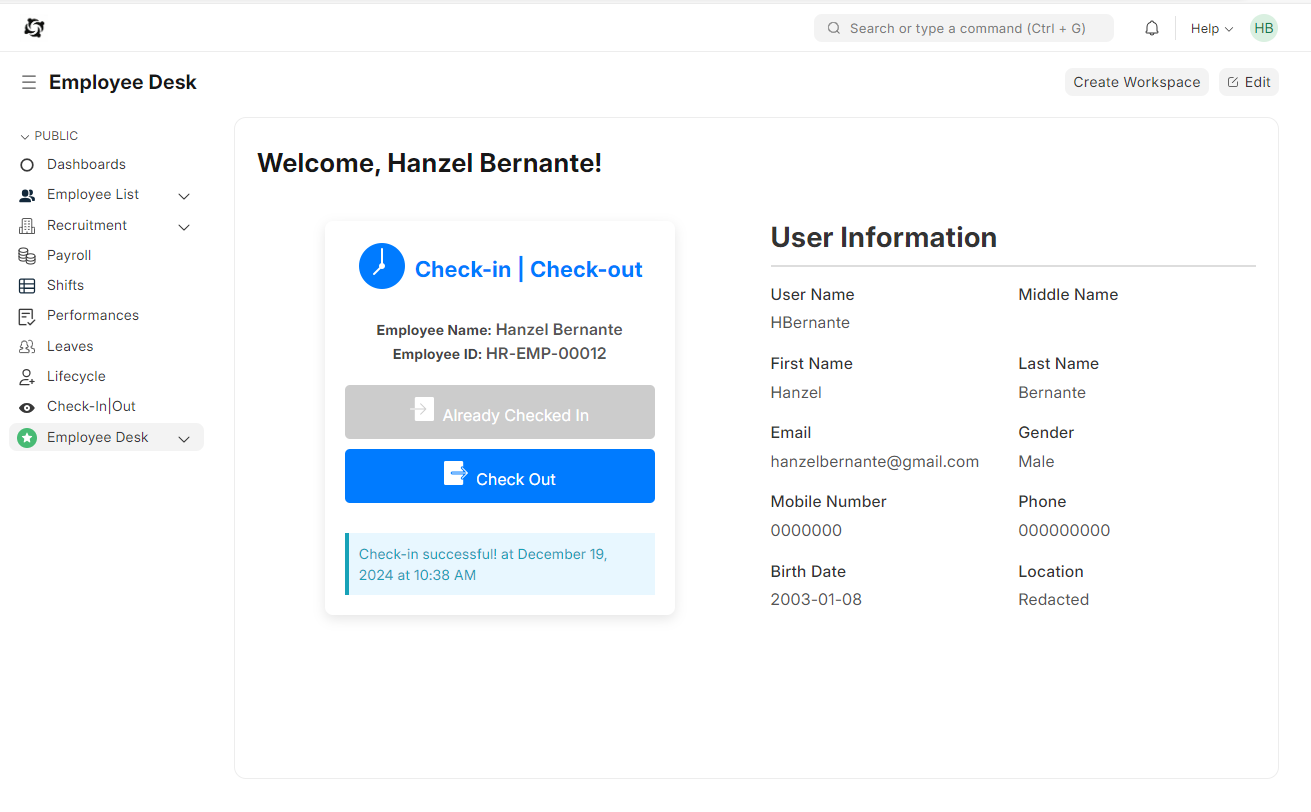 Search or type a command (Ctrl + G)
Help
HB
Employee Desk
Create Workspace
Edit
PUBLIC
Dashboards
Employee List
Recruitment
Payroll
Shifts
Performances
Leaves
Lifecycle
Check-In|Out
Employee Desk
Welcome, Hanzel Bernante!
Check-in | Check-out
Employee Name: Hanzel Bernante
Employee ID: HR-EMP-00012
Already Checked In
Check Out
Check-in successful! at December 19,
2024 at 10:38 AM
User Information
User Name
Middle Name
HBernante
First Name
Last Name
Hanzel
Bernante
Email
Gender
hanzelbernante@gmail.com
Male
Mobile Number
Phone
0000000
000000000
Birth Date
Location
2003-01-08
Redacted